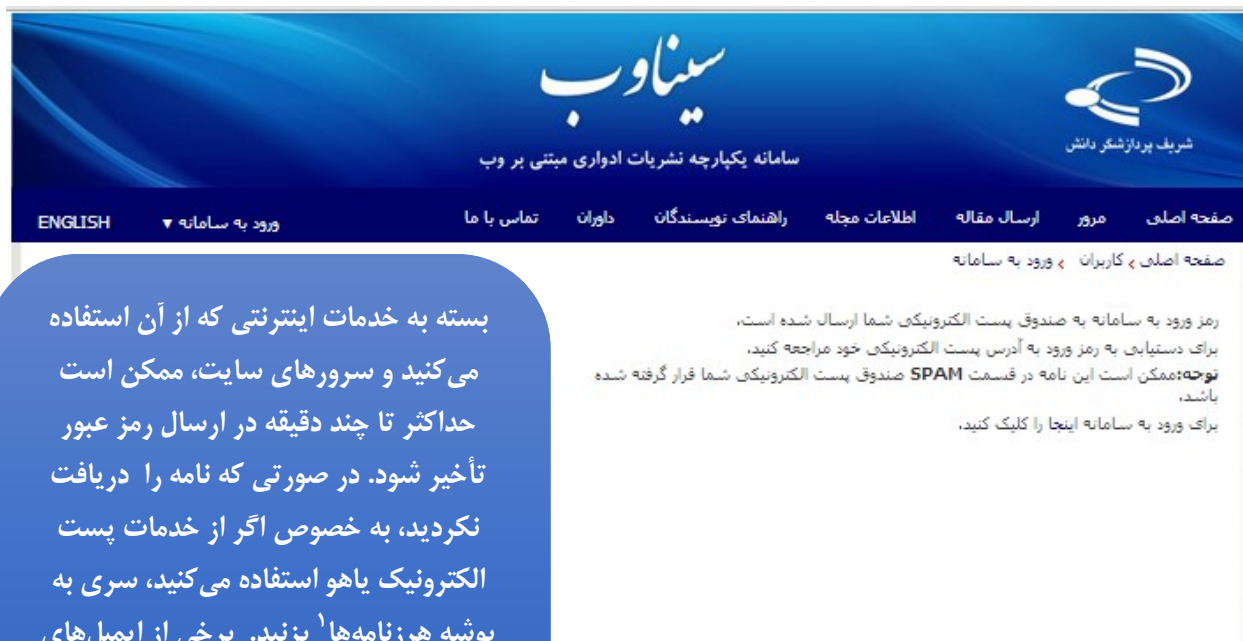 سیناوب
سامانه یکپارچه نشریات ادواری مبتنی بر وب
شریف پردازشگر دانش
صفحه اصلی مرور ارسال مقاله اطلاعات مجله راهنمای نویسندگان داوران تماس با ما ورود به سامانه ▼ ENGLISH
صفحه اصلی › کاربران › ورود به سامانه
رمز ورود به سامانه به صندوق پست الکترونیکی شما ارسال شده است.
برای دستیابی به رمز ورود به آدرس پست الکترونیکی خود مراجعه کنید.
توجه:ممکن است این نامه در قسمت SPAM صندوق پست الکترونیکی شما قرار گرفته شده
باشد.
برای ورود به سامانه اینجا را کلیک کنید.
بسته به خدمات اینترنتی که از آن استفاده
می‌کنید و سرورهای سایت، ممکن است
حداکثر تا چند دقیقه در ارسال رمز عبور
تأخیر شود. در صورتی که نامه را دریافت
نکردید، به خصوص اگر از خدمات پست
الکترونیک یاهو استفاده می‌کنید، سری به
پوشه هرزنامه‌ها۱ بزنید. برخی از ایمیل‌های